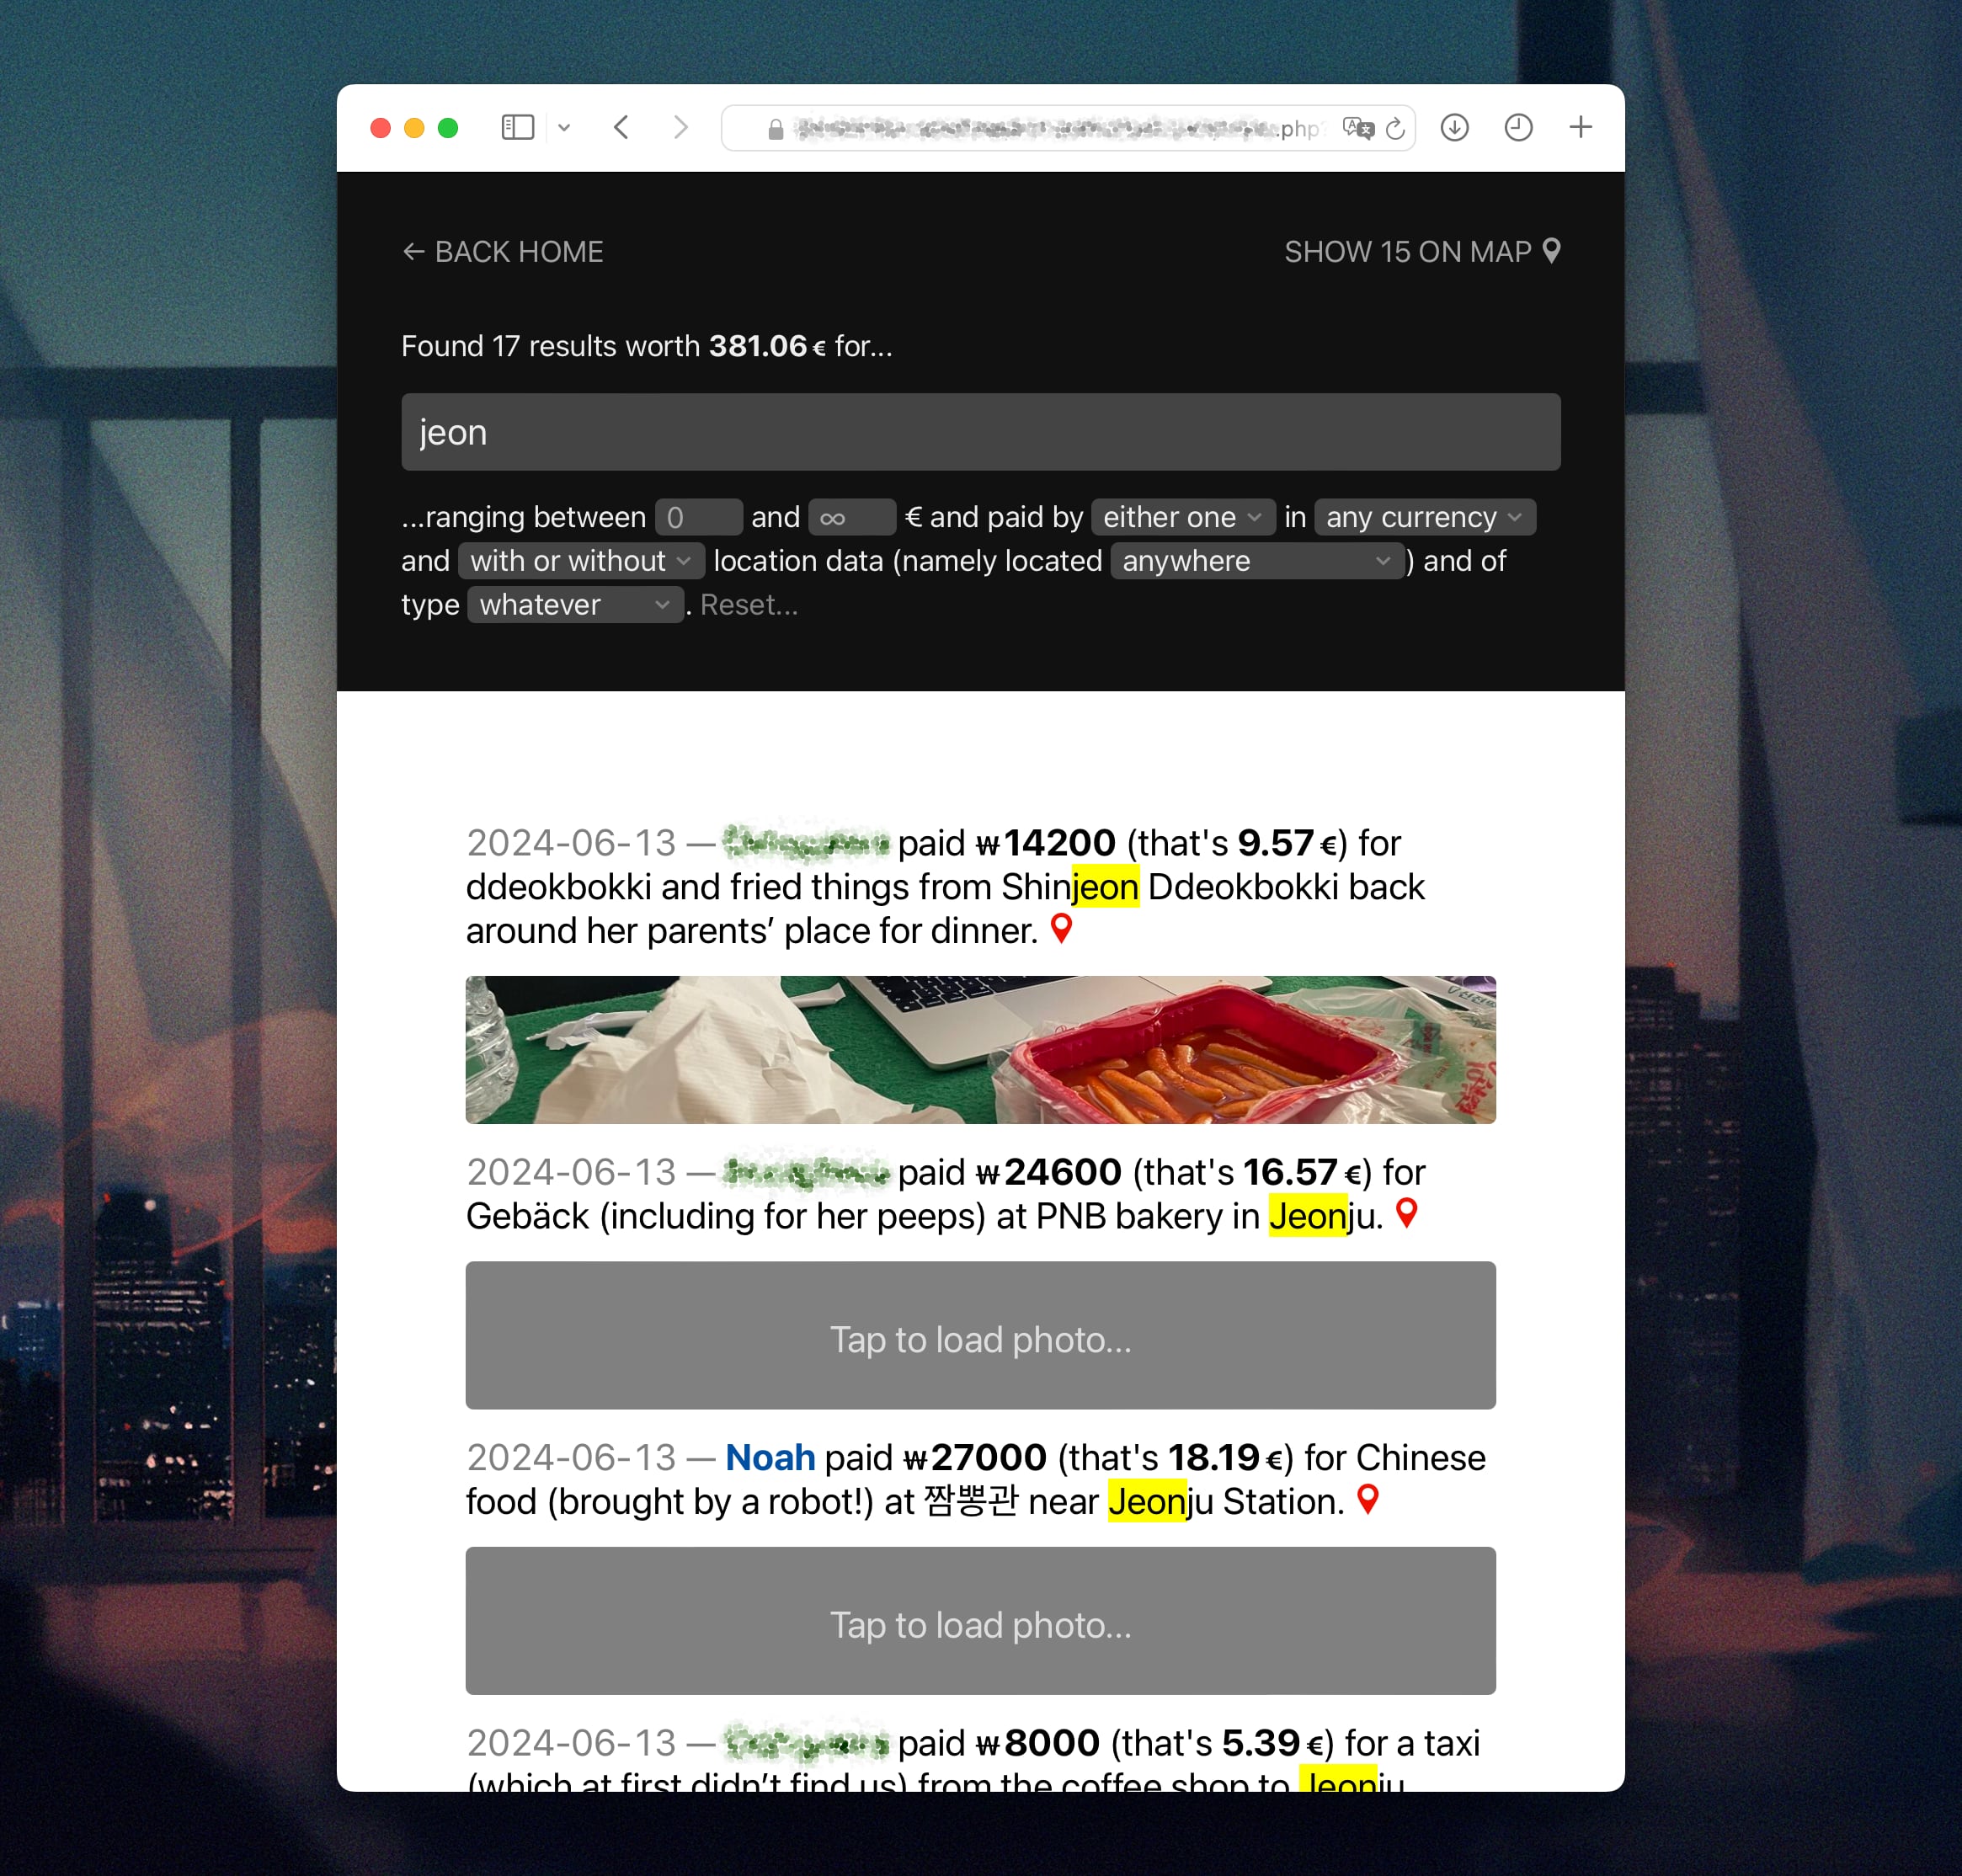 .php
← BACK HOME
SHOW 15 ON MAP
Found 17 results worth 381.06 € for...
jeon
...ranging between 0 and ∞ € and paid by either one in any currency
and with or without location data (namely located anywhere) and of
type whatever. Reset...
2024-06-13 — paid ₩14200 (that's 9.57 €) for
ddeokbokki and fried things from Shinjeon Ddeokbokki back
around her parents’ place for dinner.
2024-06-13 — paid ₩24600 (that's 16.57 €) for
Gebäck (including for her peeps) at PNB bakery in Jeonju.
Tap to load photo...
2024-06-13 — Noah paid ₩27000 (that's 18.19 €) for Chinese
food (brought by a robot!) at 짬뽕관 near Jeonju Station.
Tap to load photo...
2024-06-13 — paid ₩8000 (that's 5.39 €) for a taxi
(which at first didn’t find us) from the coffee shop to Jeonju